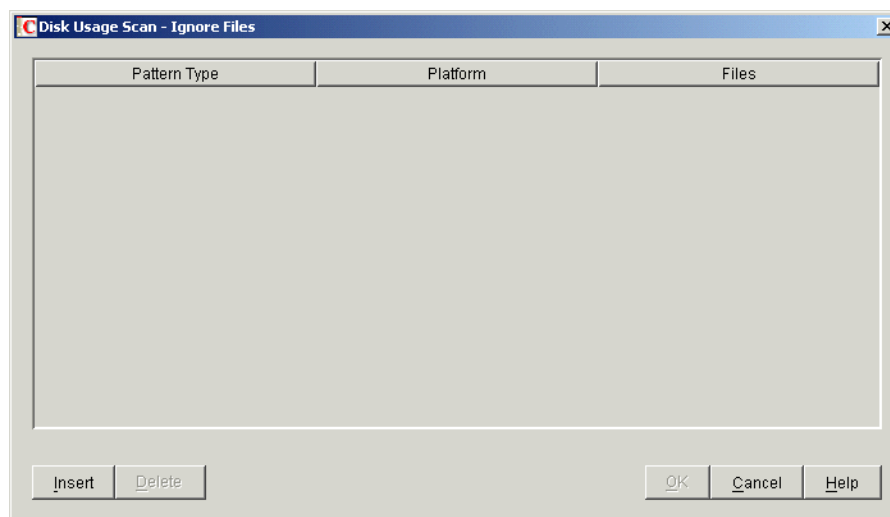 Disk Usage Scan - Ignore Files
Pattern Type Platform Files
Insert Delete OK Cancel Help